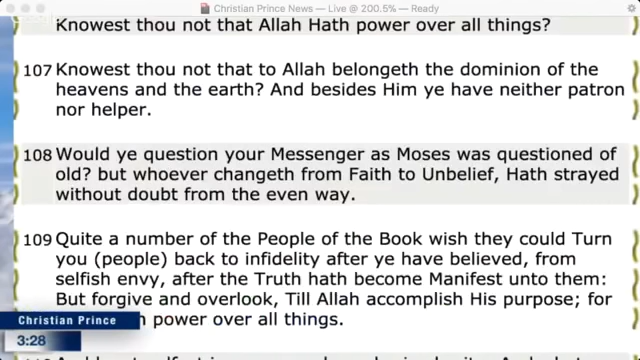 Christian Prince News — Live @ 200.5% — Ready
Knowest thou not that Allah Hath power over all things?
107 Knowest thou not that to Allah belongeth the dominion of the
heavens and the earth? And besides Him ye have neither patron
nor helper.
108 Would ye question your Messenger as Moses was questioned of
old? but whoever changeth from Faith to Unbelief, Hath strayed
without doubt from the even way.
109 Quite a number of the People of the Book wish they could Turn
you (people) back to infidelity after ye have believed, from
selfish envy, after the Truth hath become Manifest unto them:
But forgive and overlook, Till Allah accomplish His purpose; for
power over all things.
Christian Prince
3:28